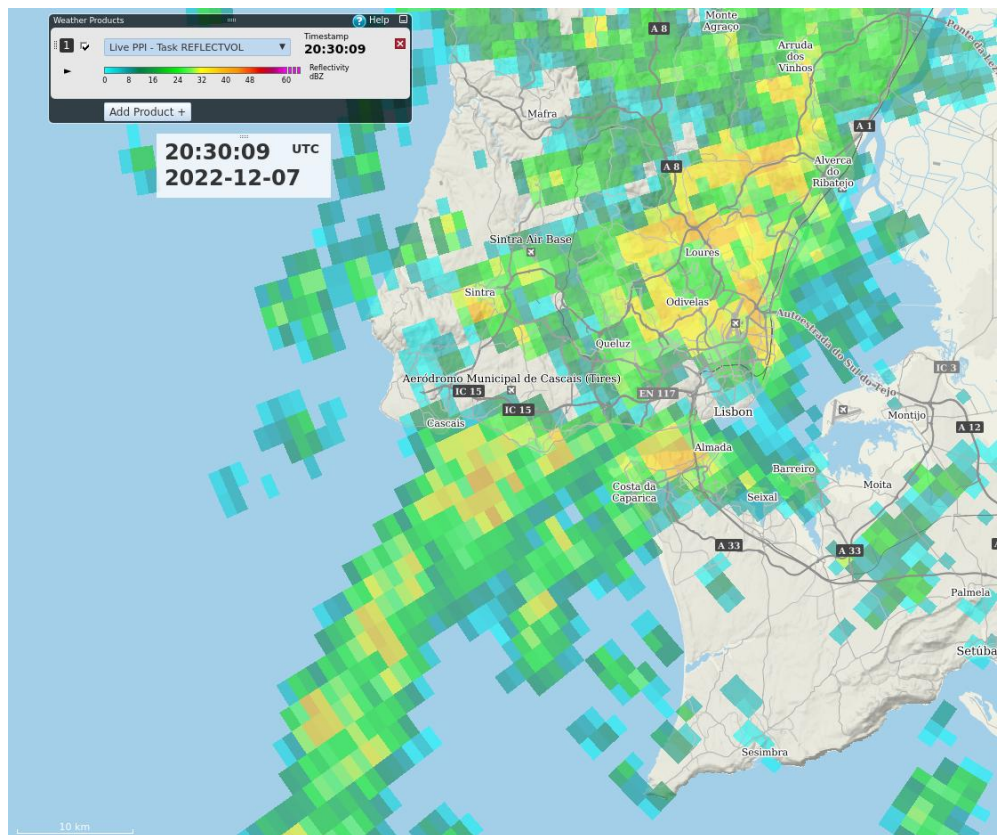 Weather Products
Help
1
Live PPI - Task REFLECTVOL
Timestamp
20:30:09
0 8 16 24 32 40 48 60
Reflectivity
dBZ
Add Product +
20:30:09 UTC
2022-12-07
Monte
Agraço
A 8
Arruda
dos
Vinhos
Mafra
A 1
A 8
Alverca
do
Ribatejo
Sintra Air Base
Loures
Sintra
Odivelas
Autoestrada do Sul do Tejo
Queluz
IC 3
Aeródromo Municipal de Cascais (Tires)
IC 15
EN 117
IC 15
Lisbon
Montijo
Cascais
A 12
Almada
Barreiro
Costa da
Caparica
Seixal
Moita
A 33
A 33
Palmela
Setúba
Sesimbra
10 km